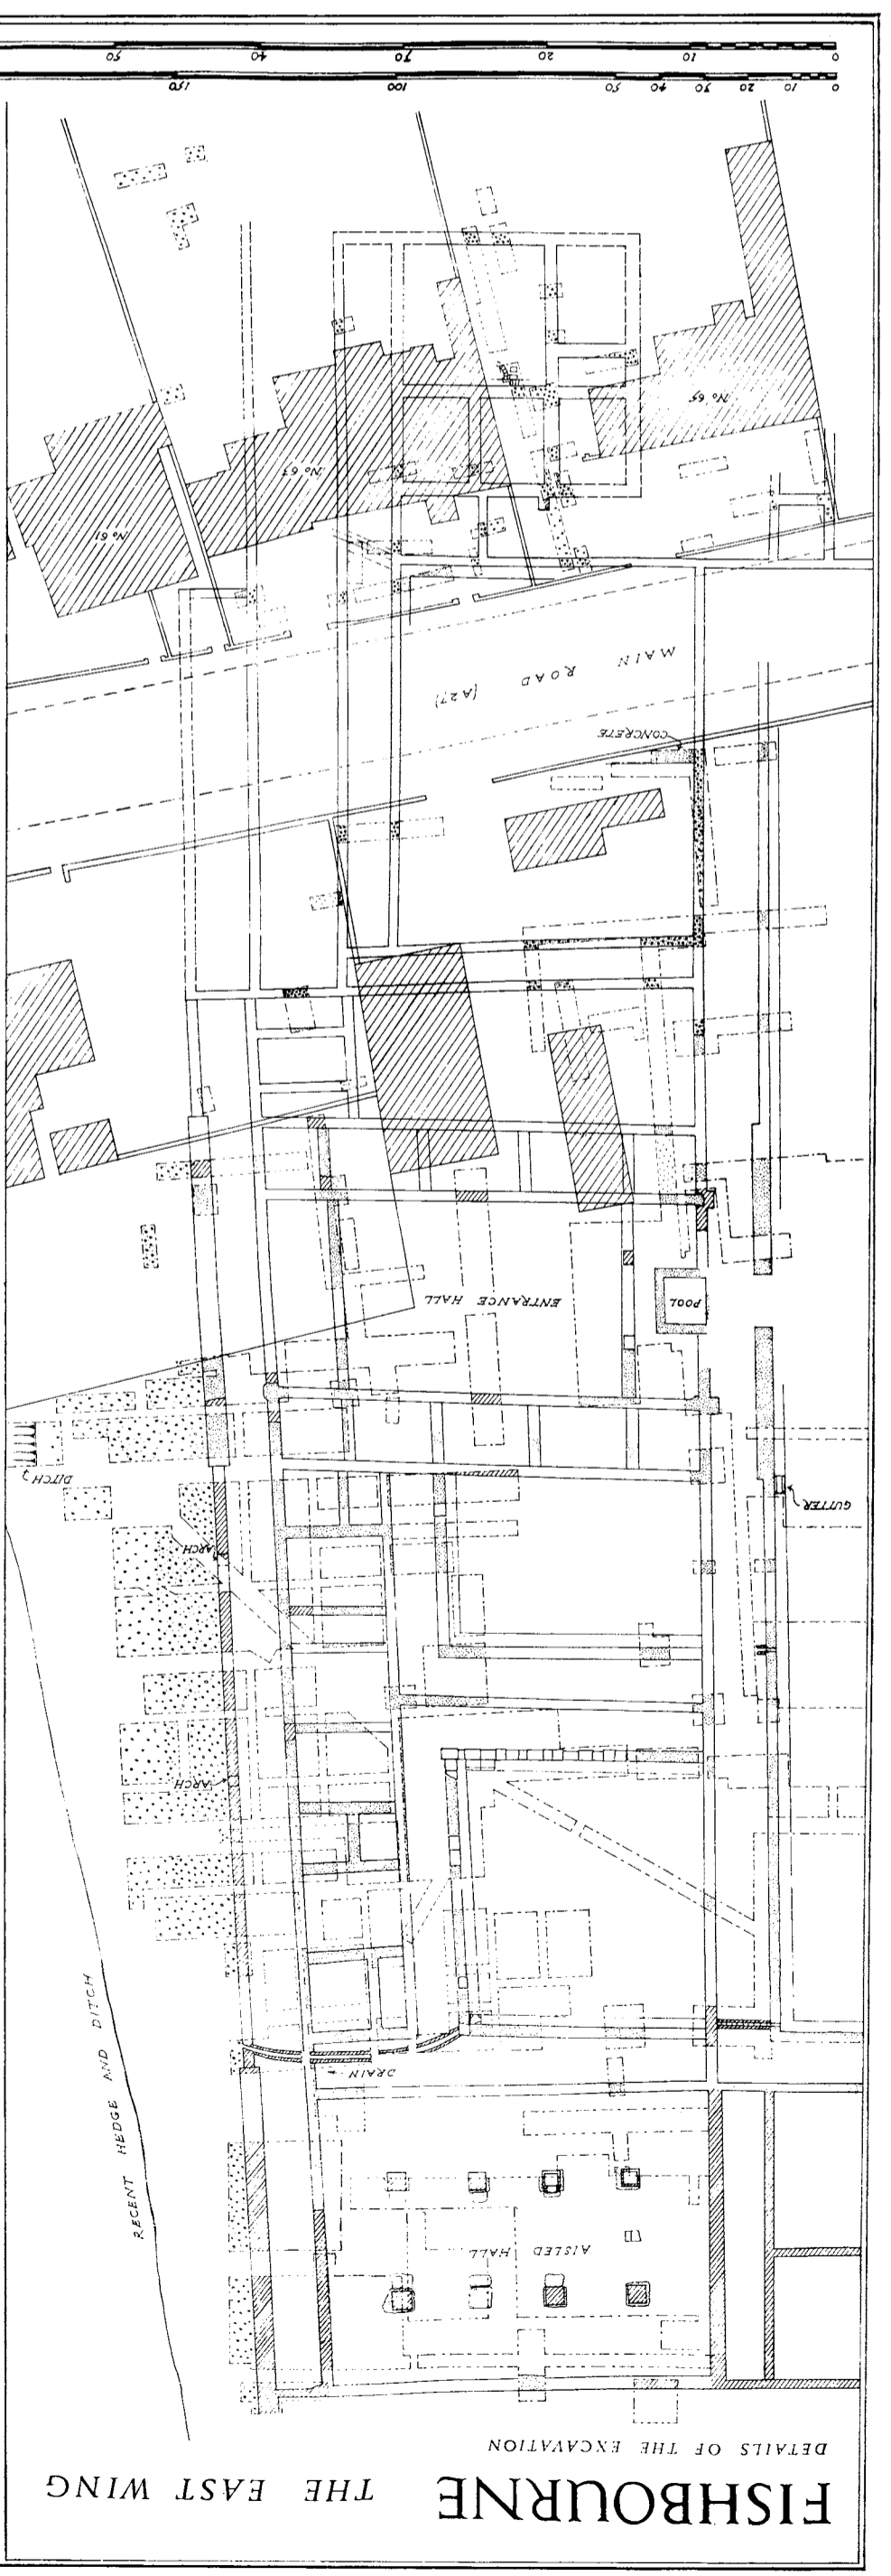 FISHBOURNE THE EAST WING
DETAILS OF THE EXCAVATION
AISLED HALL
DRAIN
RECENT HEDGE AND DITCH
ARCH
ARCH
GUTTER
DITCH
POOL
ENTRANCE HALL
CONCRETE
MAIN ROAD (A27)
No 61
No 63
No 65
0 10 20 30 40 50 100 150
0 10 20 30 40 50